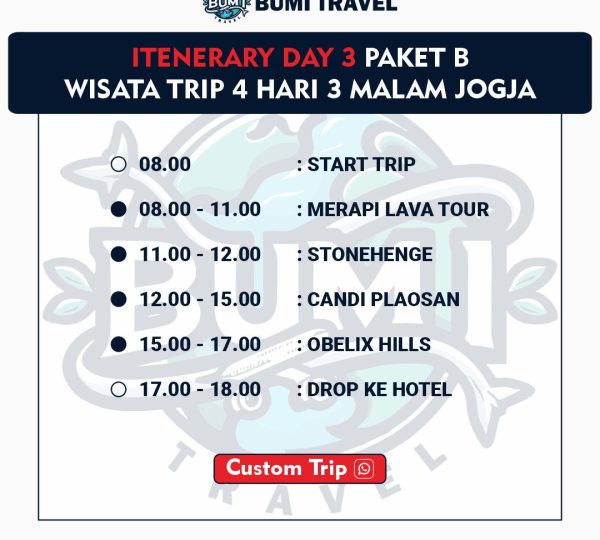 BUMI BUMI TRAVEL
TRAVEL
ITENERARY DAY 3 PAKET B
WISATA TRIP 4 HARI 3 MALAM JOGJA
08.00 : START TRIP
08.00 - 11.00 : MERAPI LAVA TOUR
11.00 - 12.00 : STONEHENGE
12.00 - 15.00 : CANDI PLAOSAN
15.00 - 17.00 : OBELIX HILLS
17.00 - 18.00 : DROP KE HOTEL
BUMI
Custom Trip
TRAVEL